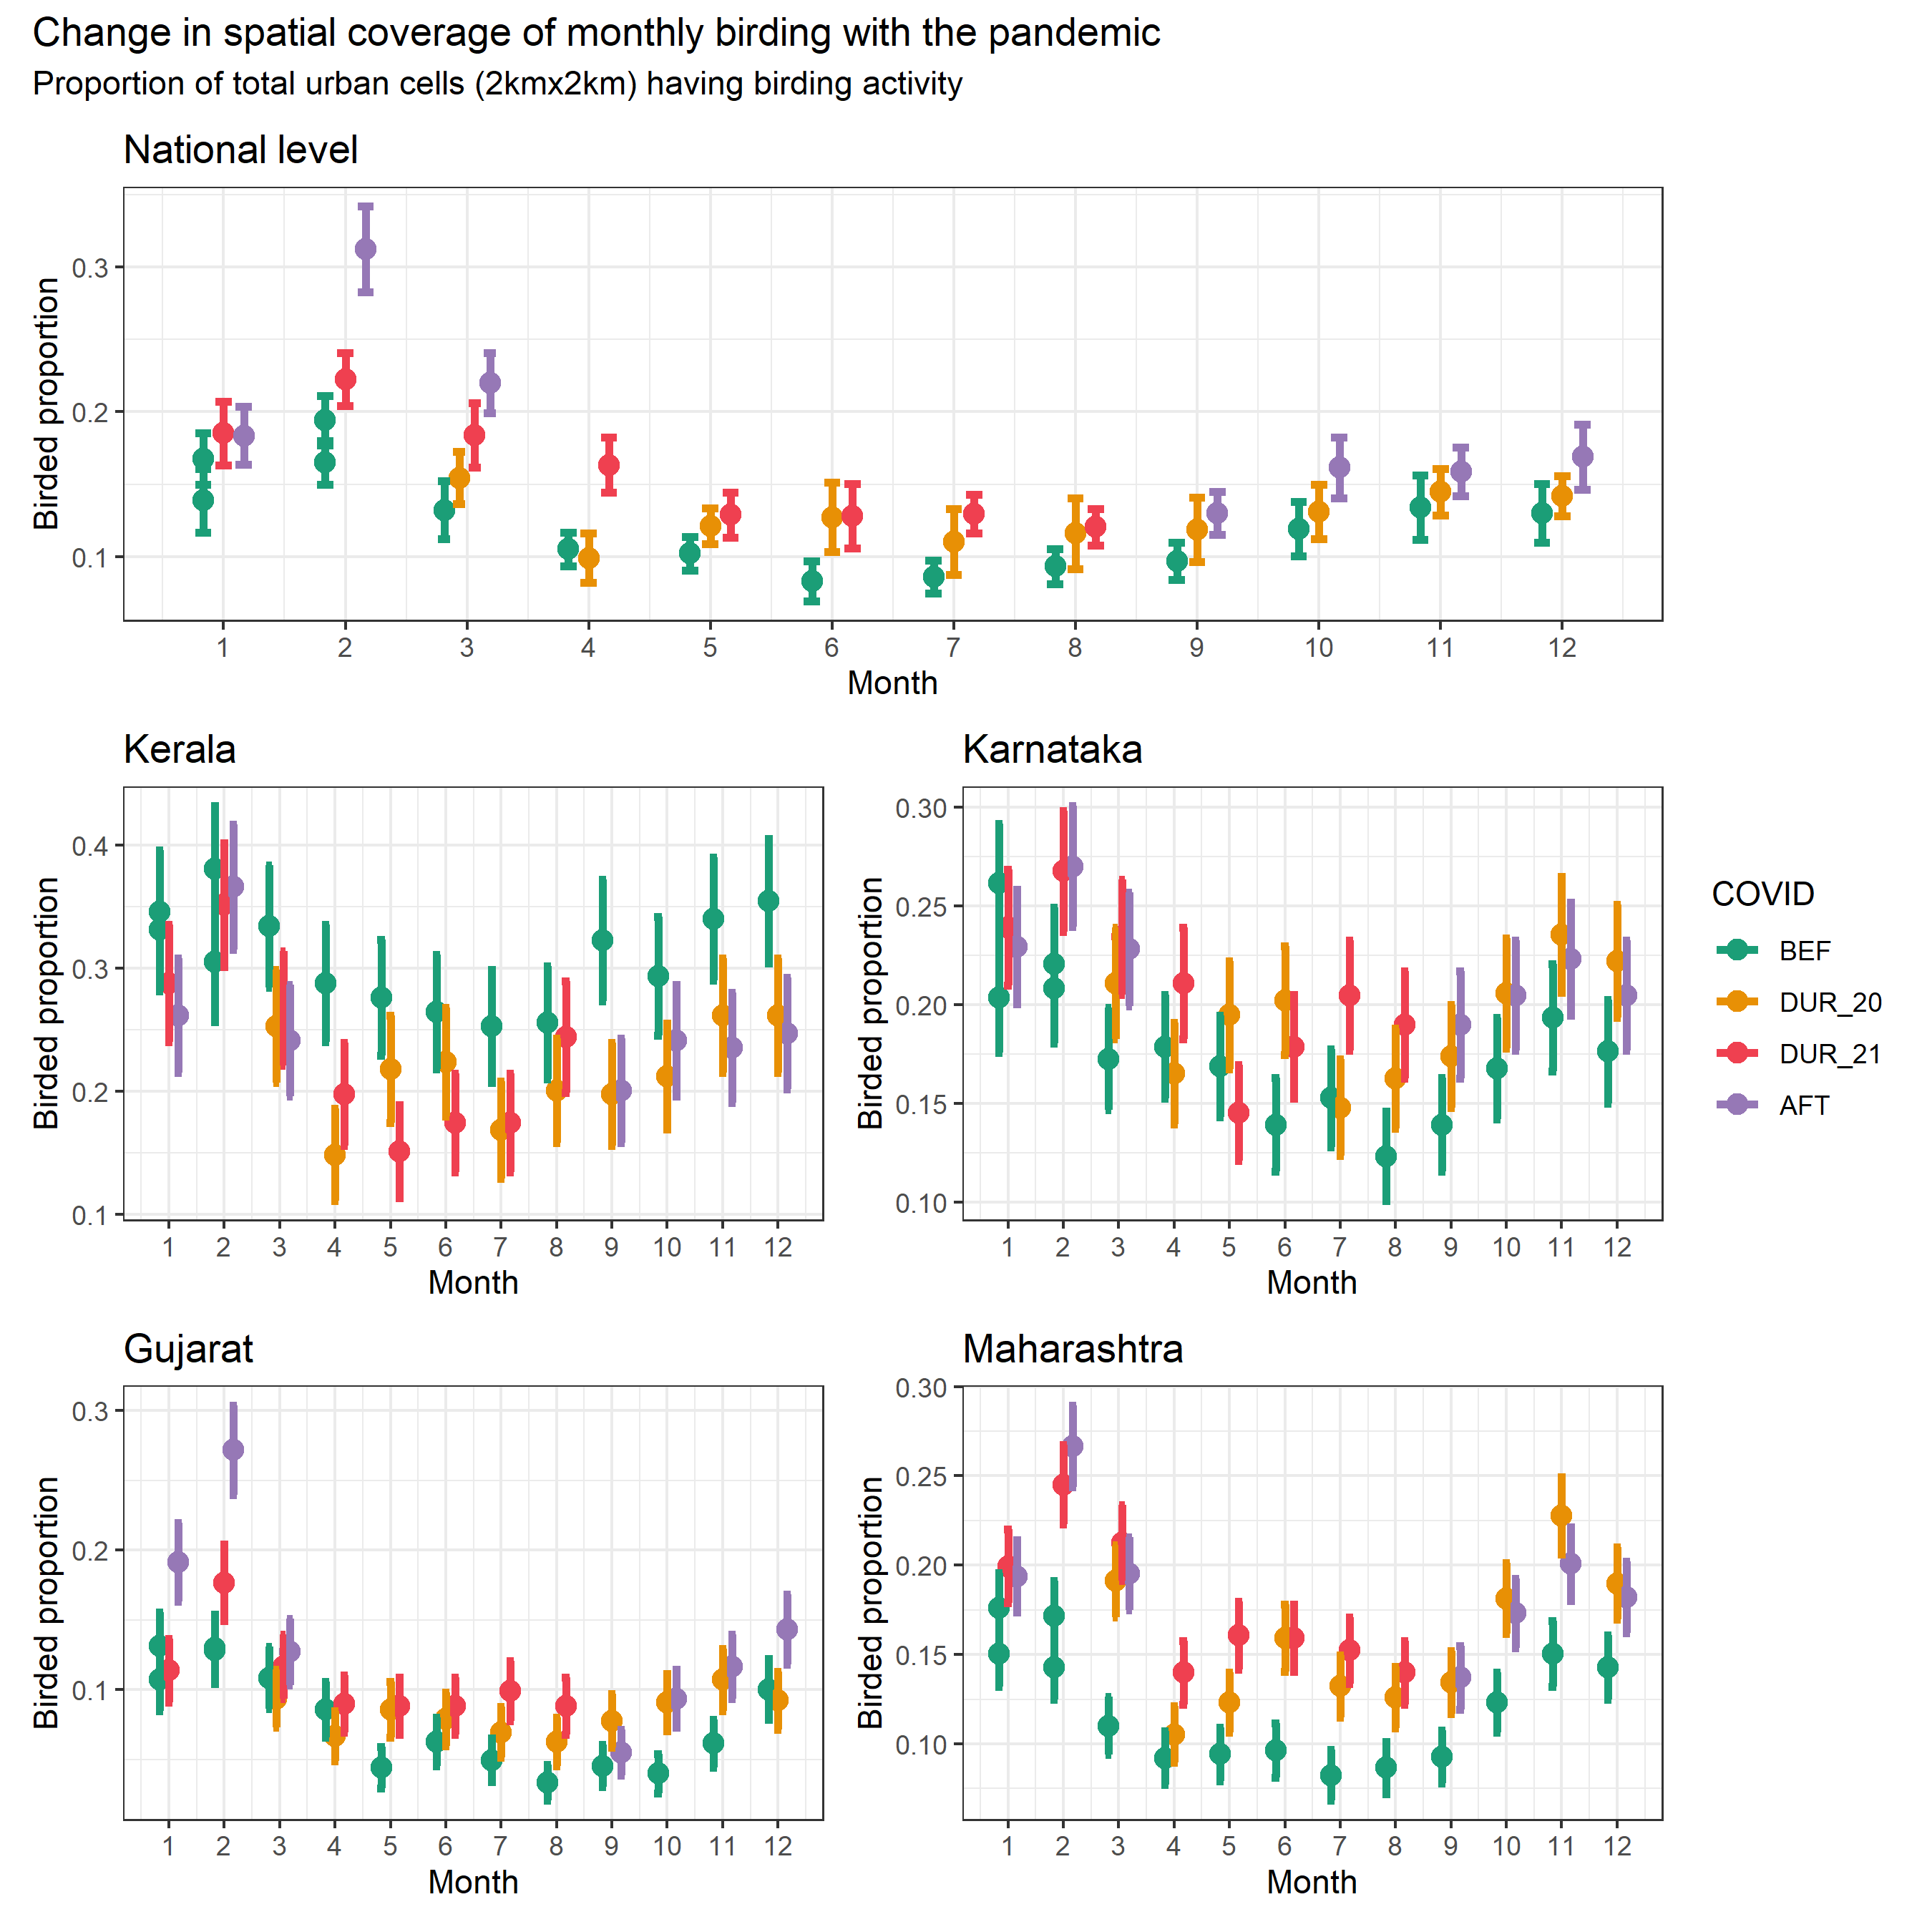 Change in spatial coverage of monthly birding with the pandemic
Proportion of total urban cells (2kmx2km) having birding activity
National level
Birded proportion
0.3
0.2
0.1
1 2 3 4 5 6 7 8 9 10 11 12
Month
Kerala
Birded proportion
0.4
0.3
0.2
0.1
1 2 3 4 5 6 7 8 9 10 11 12
Month
Karnataka
Birded proportion
0.30
0.25
0.20
0.15
0.10
1 2 3 4 5 6 7 8 9 10 11 12
Month
COVID
BEF
DUR_20
DUR_21
AFT
Gujarat
Birded proportion
0.3
0.2
0.1
1 2 3 4 5 6 7 8 9 10 11 12
Month
Maharashtra
Birded proportion
0.30
0.25
0.20
0.15
0.10
1 2 3 4 5 6 7 8 9 10 11 12
Month